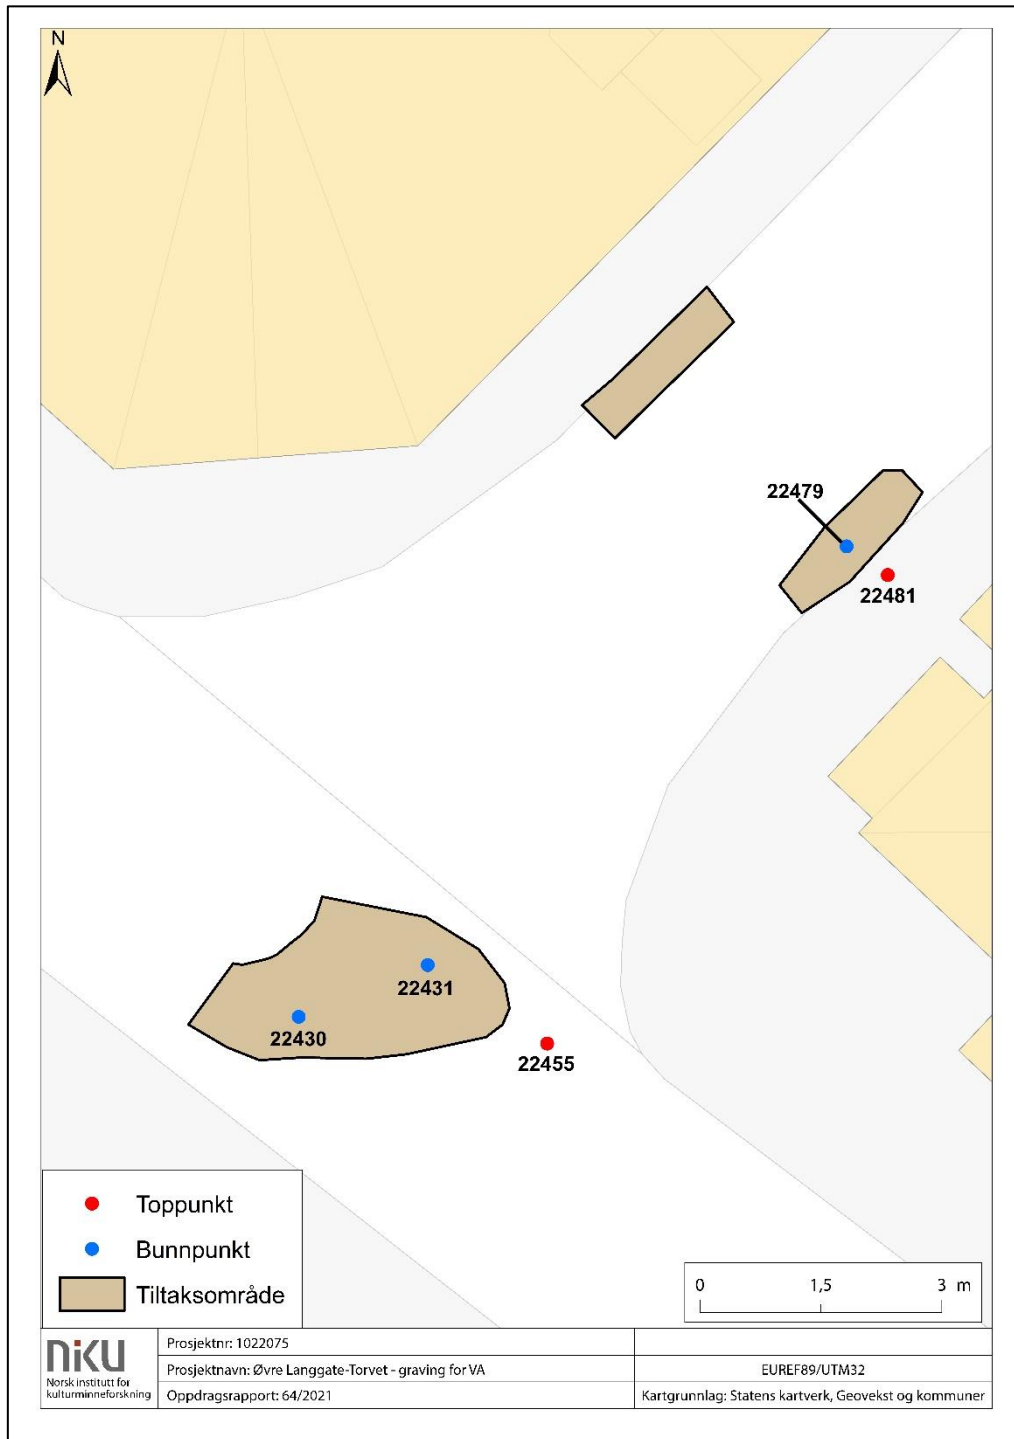 N
22479
22481
22431
22430
22455
Toppunkt
Bunnpunkt
Tiltaksområde
0 1,5 3 m
niku
Norsk institutt for
kulturminneforskning
Prosjektnr: 1022075
Prosjektnavn: Øvre Langgate-Torvet - graving for VA
EUREF89/UTM32
Oppdragsrapport: 64/2021
Kartgrunnlag: Statens kartverk, Geovekst og kommuner